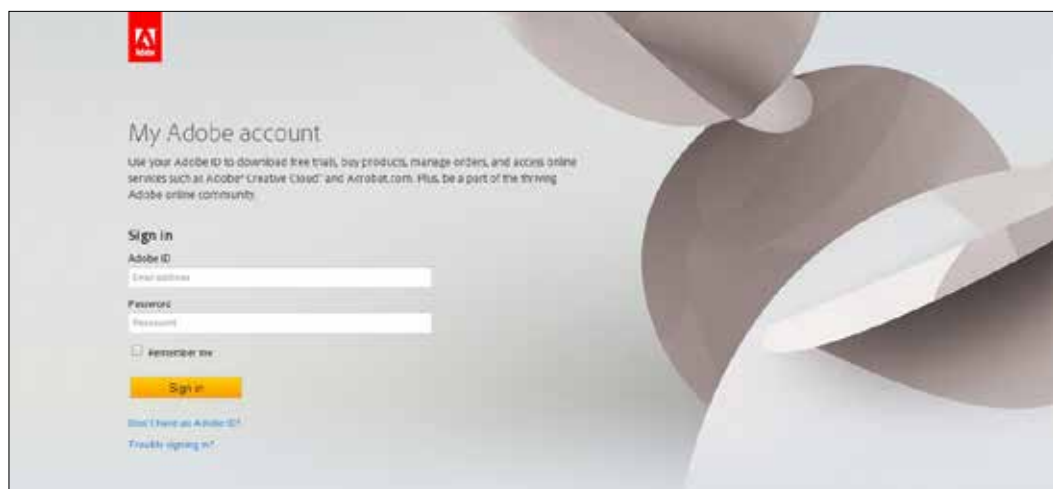 Adobe
My Adobe account
Use your Adobe ID to download free trials, buy products, manage orders, and access online
services such as Adobe® Creative Cloud™ and Acrobat.com. Plus, be a part of the thriving
Adobe online community.
Sign in
Adobe ID
Email address
Password
Password
Remember me
Sign in
Don't have an Adobe ID?
Trouble signing in?